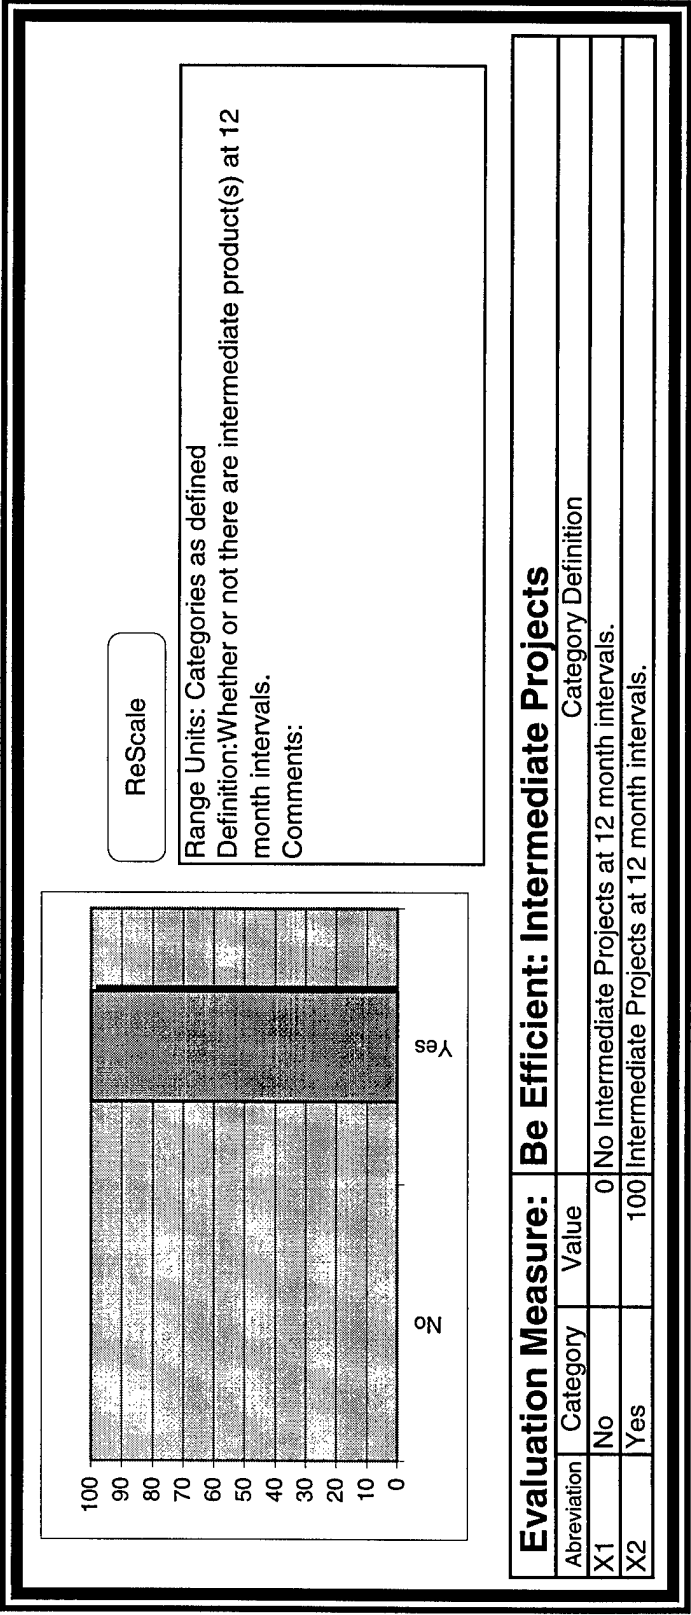 100
90
80
70
60
50
40
30
20
10
0
No
Yes
ReScale
Range Units: Categories as defined
Definition:Whether or not there are intermediate product(s) at 12
month intervals.
Comments:
Evaluation Measure: Be Efficient: Intermediate Projects
Abreviation Category Value Category Definition
X1 No 0 No Intermediate Projects at 12 month intervals.
X2 Yes 100 Intermediate Projects at 12 month intervals.